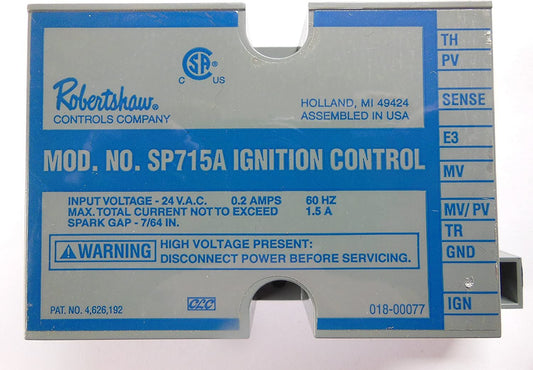 CSA®
C US
Robertshaw®
CONTROLS COMPANY
HOLLAND, MI 49424
ASSEMBLED IN USA
MOD. NO. SP715A IGNITION CONTROL
INPUT VOLTAGE - 24 V.A.C. 0.2 AMPS 60 HZ
MAX. TOTAL CURRENT NOT TO EXCEED 1.5 A
SPARK GAP - 7/64 IN.
WARNING
HIGH VOLTAGE PRESENT:
DISCONNECT POWER BEFORE SERVICING.
PAT. NO. 4,626,192
018-00077
TH
PV
SENSE
E3
MV
MV/ PV
TR
GND
IGN